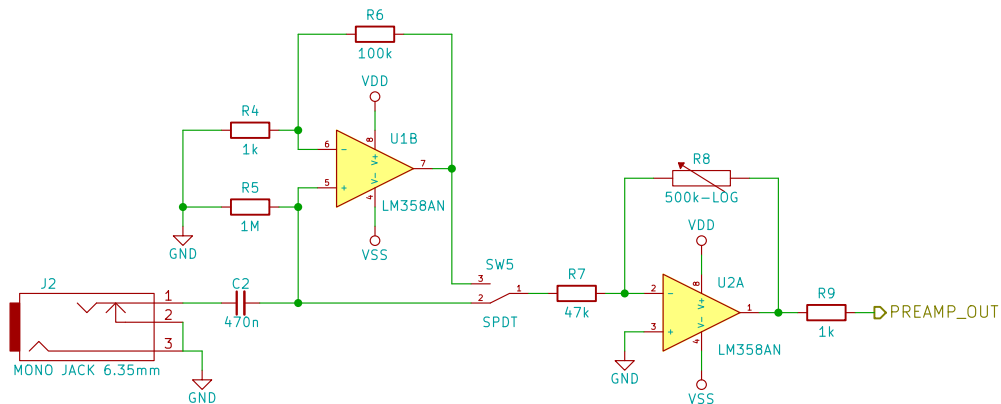 R6
100k
VDD
R4
1k
U1B
8
V+
6
-
7
5
+
V-
4
R5
1M
LM358AN
GND
VSS
R8
500k-LOG
VDD
J2
C2
SW5
3
R7
U2A
8
V+
1
2
1
2
-
R9
470n
SPDT
47k
1
PREAMP_OUT
2
3
+
V-
4
1k
3
LM358AN
MONO JACK 6.35mm
GND
GND
VSS